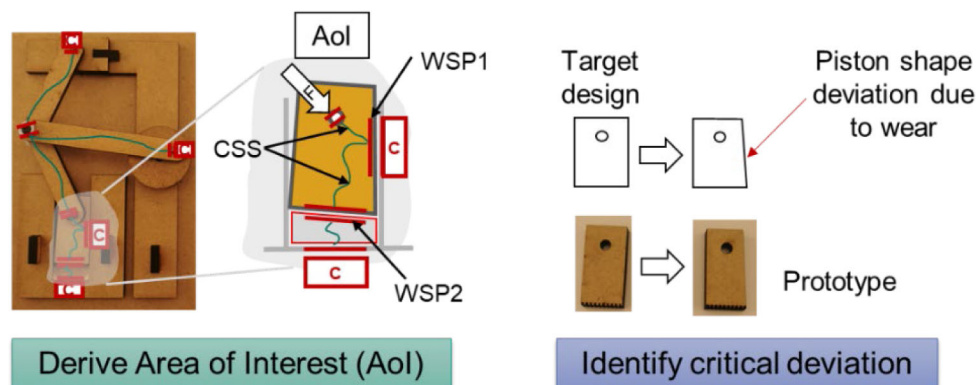 AoI
WSP1
F
CSS
C
C
C
C
C
C
WSP2
Derive Area of Interest (AoI)
Target
design
Piston shape
deviation due
to wear
Prototype
Identify critical deviation